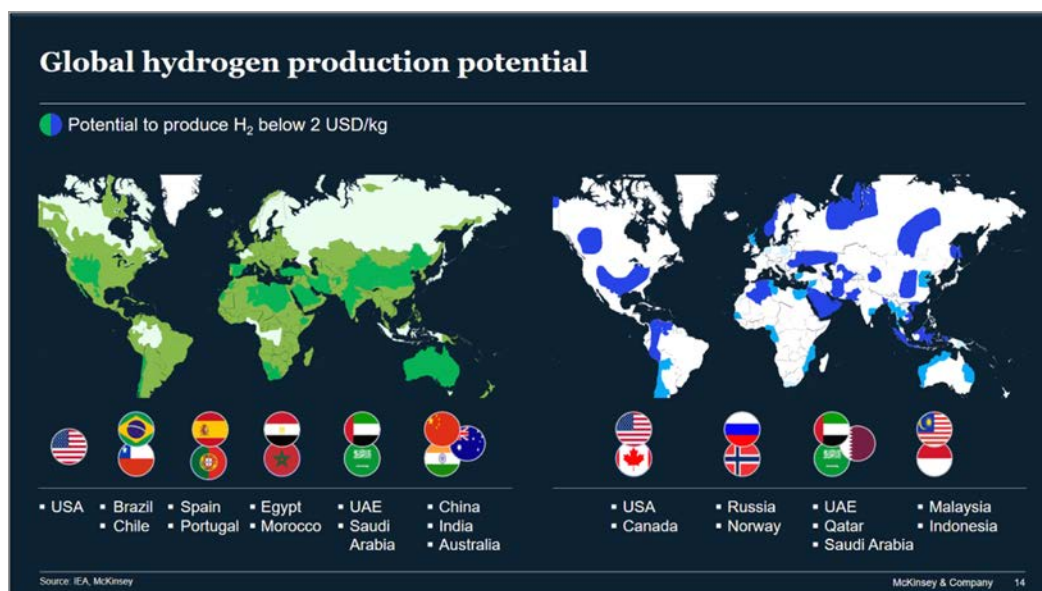 Global hydrogen production potential
Potential to produce H₂ below 2 USD/kg
▪ USA
▪ Brazil
▪ Chile
▪ Spain
▪ Portugal
▪ Egypt
▪ Morocco
▪ UAE
▪ Saudi
Arabia
▪ China
▪ India
▪ Australia
▪ USA
▪ Canada
▪ Russia
▪ Norway
▪ UAE
▪ Qatar
▪ Saudi Arabia
▪ Malaysia
▪ Indonesia
Source: IEA, McKinsey
McKinsey & Company 14